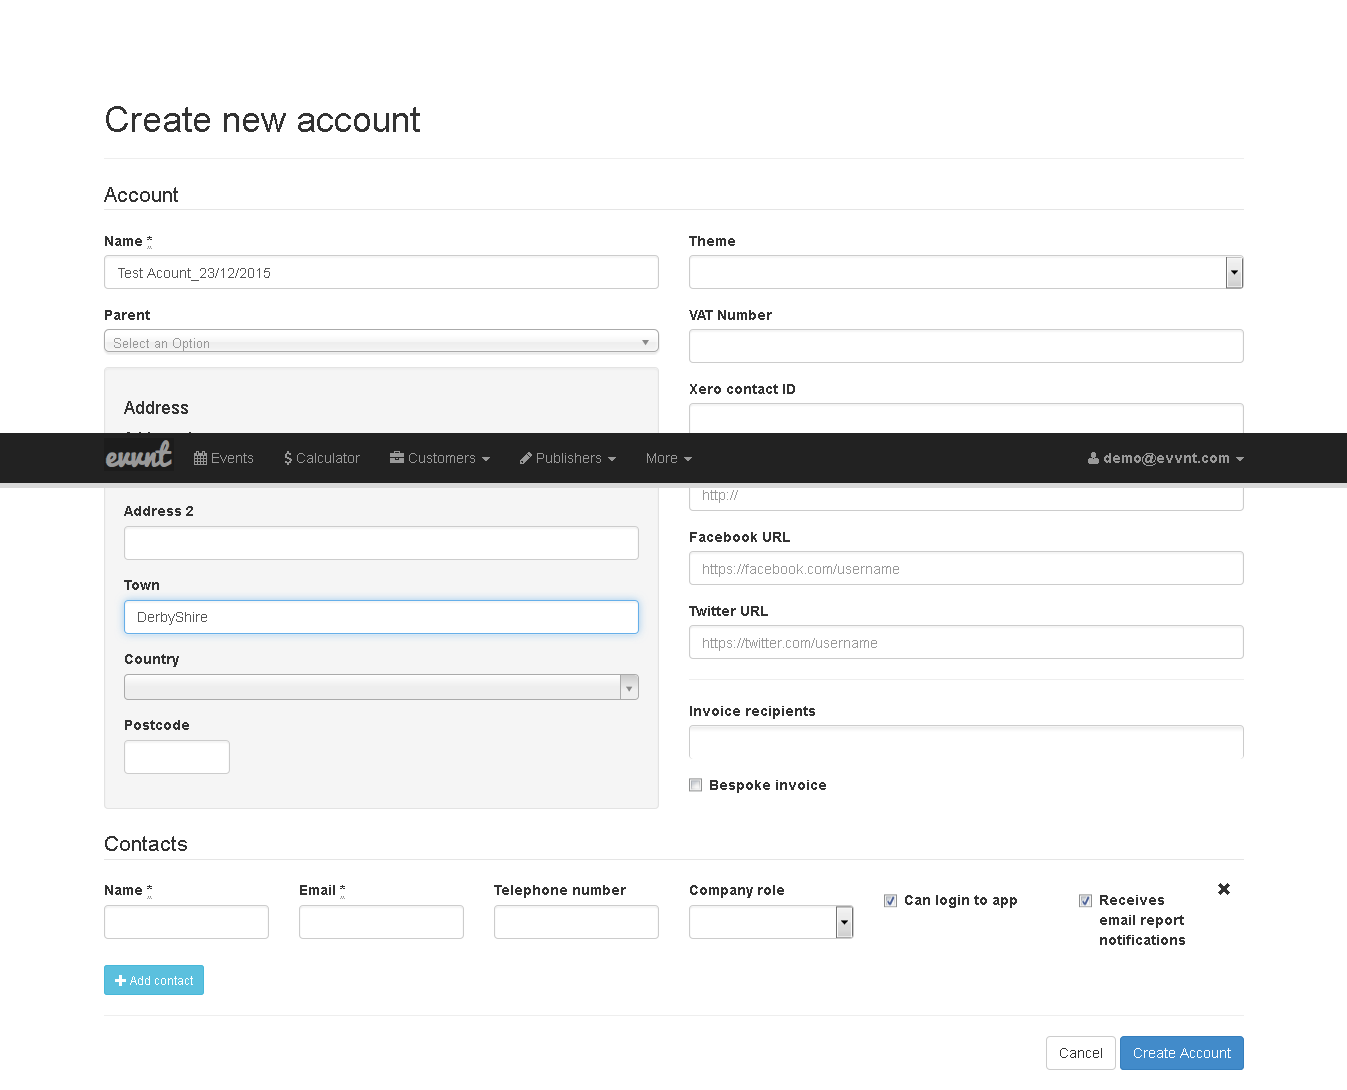 Create new account
Account
Name *
Test Acount_23/12/2015
Parent
Select an Option
Address
Theme
VAT Number
Xero contact ID
evvnt Events $ Calculator Customers Publishers More demo@evvnt.com
http://
Address 2
Town
DerbyShire
Country
Postcode
Facebook URL
https://facebook.com/username
Twitter URL
https://twitter.com/username
Invoice recipients
Bespoke invoice
Contacts
Name *
Email *
Telephone number
Company role
Can login to app
Receives
email report
notifications
Add contact
Cancel
Create Account